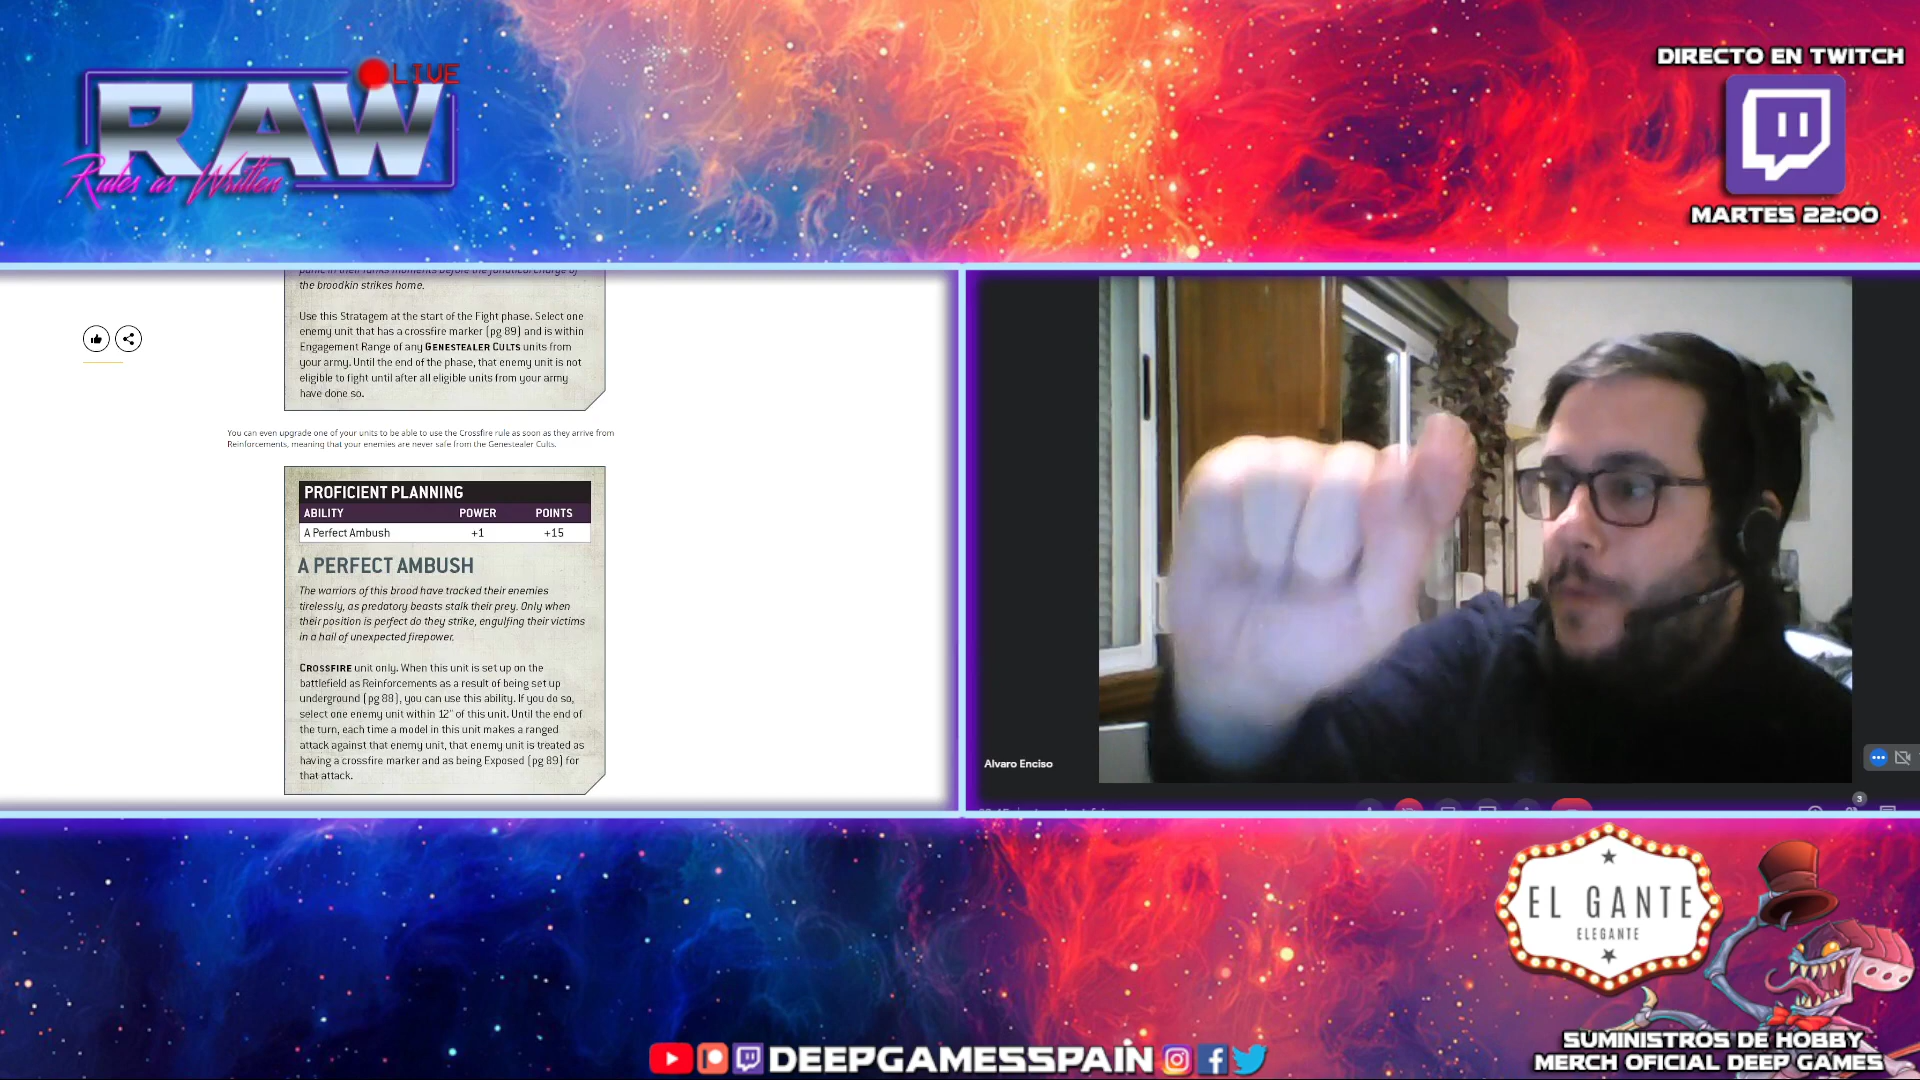 LIVE
RAW
Rules as Written
DIRECTO EN TWITCH
MARTES 22:00
panic in their ranks moments before the fanatical charge of
the broodkin strikes home.
Use this Stratagem at the start of the Fight phase. Select one
enemy unit that has a crossfire marker (pg 89) and is within
Engagement Range of any GENESTEALER CULTS units from
your army. Until the end of the phase, that enemy unit is not
eligible to fight until after all eligible units from your army
have done so.
You can even upgrade one of your units to be able to use the Crossfire rule as soon as they arrive from
Reinforcements, meaning that your enemies are never safe from the Genestealer Cults.
PROFICIENT PLANNING
ABILITY POWER POINTS
A Perfect Ambush +1 +15
A PERFECT AMBUSH
The warriors of this brood have tracked their enemies
tirelessly, as predatory beasts stalk their prey. Only when
their position is perfect do they strike, engulfing their victims
in a hail of unexpected firepower.
CROSSFIRE unit only. When this unit is set up on the
battlefield as Reinforcements as a result of being set up
underground (pg 88), you can use this ability. If you do so,
select one enemy unit within 12" of this unit. Until the end of
the turn, each time a model in this unit makes a ranged
attack against that enemy unit, that enemy unit is treated as
having a crossfire marker and as being Exposed (pg 89) for
that attack.
Alvaro Enciso
3
EL GANTE
ELEGANTE
SUMINISTROS DE HOBBY
MERCH OFICIAL DEEP GAMES
DEEPGAMESSPAIN